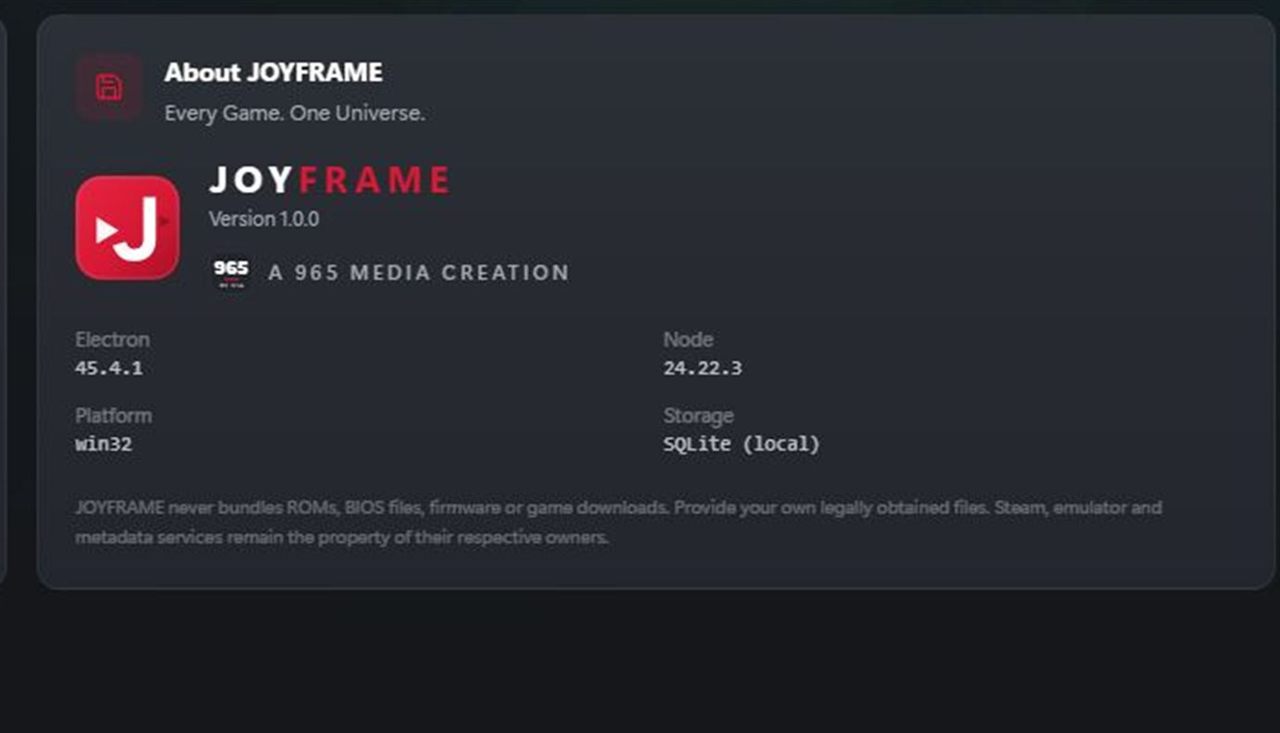 About JOYFRAME
Every Game. One Universe.
J
JOYFRAME
Version 1.0.0
965
A 965 MEDIA CREATION
Electron
Node
45.4.1
24.22.3
Platform
Storage
win32
SQLite (local)
JOYFRAME never bundles ROMs, BIOS files, firmware or game downloads. Provide your own legally obtained files. Steam, emulator and
metadata services remain the property of their respective owners.